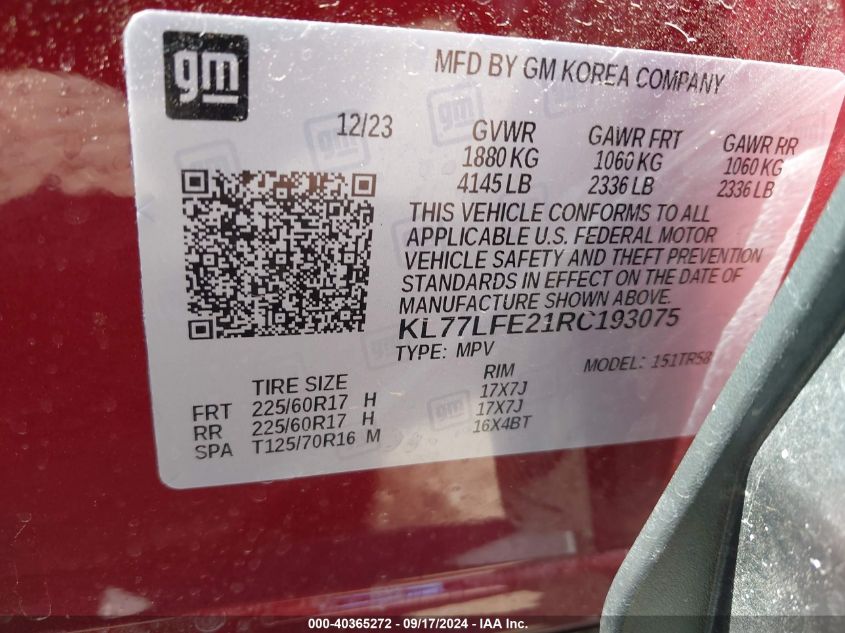 gm
MFD BY GM KOREA COMPANY
12/23
GVWR GAWR FRT GAWR RR
1880 KG 1060 KG 1060 KG
4145 LB 2336 LB 2336 LB
THIS VEHICLE CONFORMS TO ALL
APPLICABLE U.S. FEDERAL MOTOR
VEHICLE SAFETY AND THEFT PREVENTION
STANDARDS IN EFFECT ON THE DATE OF
MANUFACTURE SHOWN ABOVE.
KL77LFE21RC193075
TYPE: MPV MODEL: 151TR58
TIRE SIZE RIM
FRT 225/60R17 H 17X7J
RR 225/60R17 H 17X7J
SPA T125/70R16 M 16X4BT
000-40365272 - 09/17/2024 - IAAI.com